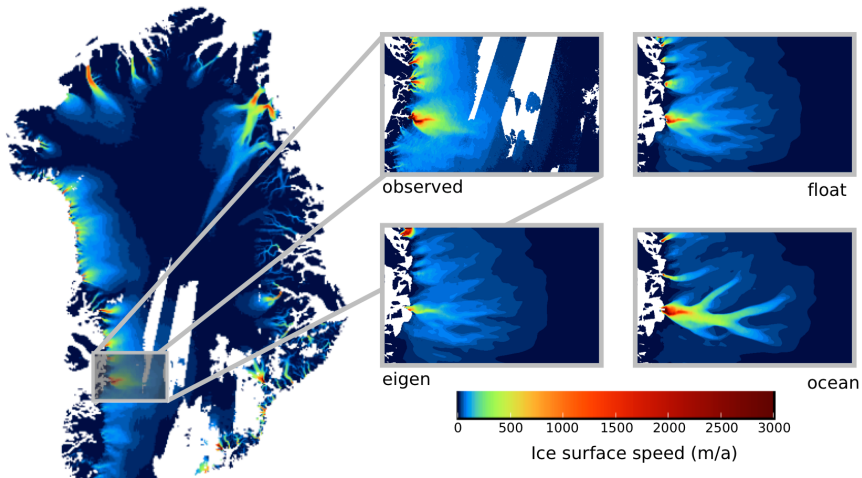 observed
float
eigen
ocean
0 500 1000 1500 2000 2500 3000
Ice surface speed (m/a)